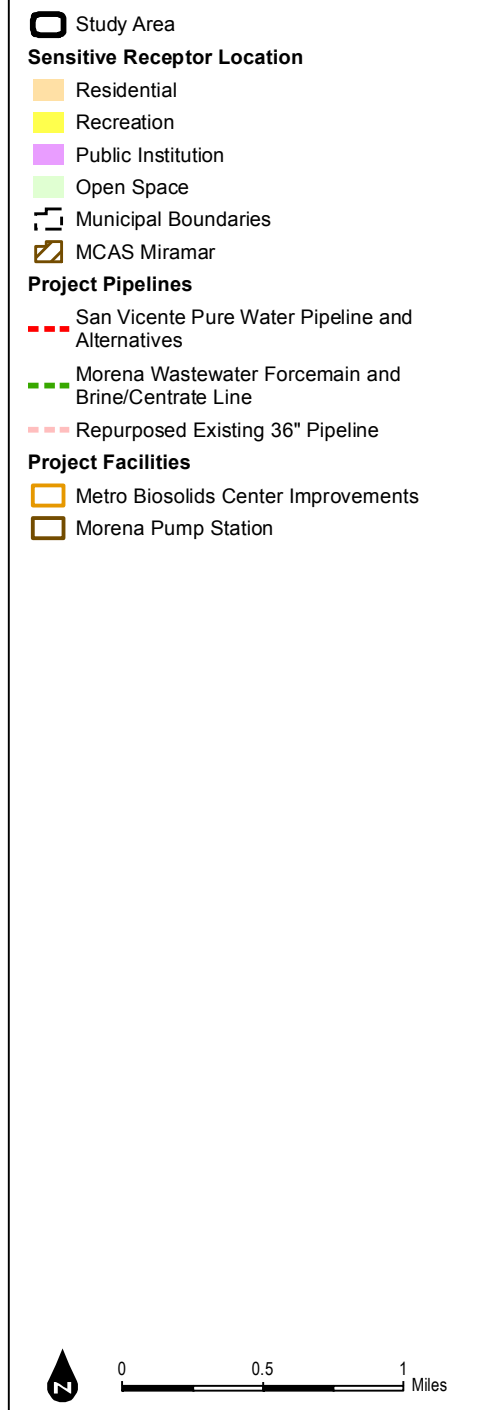 Study Area
Sensitive Receptor Location
Residential
Recreation
Public Institution
Open Space
Municipal Boundaries
MCAS Miramar
Project Pipelines
San Vicente Pure Water Pipeline and
Alternatives
Morena Wastewater Forcemain and
Brine/Centrate Line
Repurposed Existing 36" Pipeline
Project Facilities
Metro Biosolids Center Improvements
Morena Pump Station
N
0 0.5 1
Miles